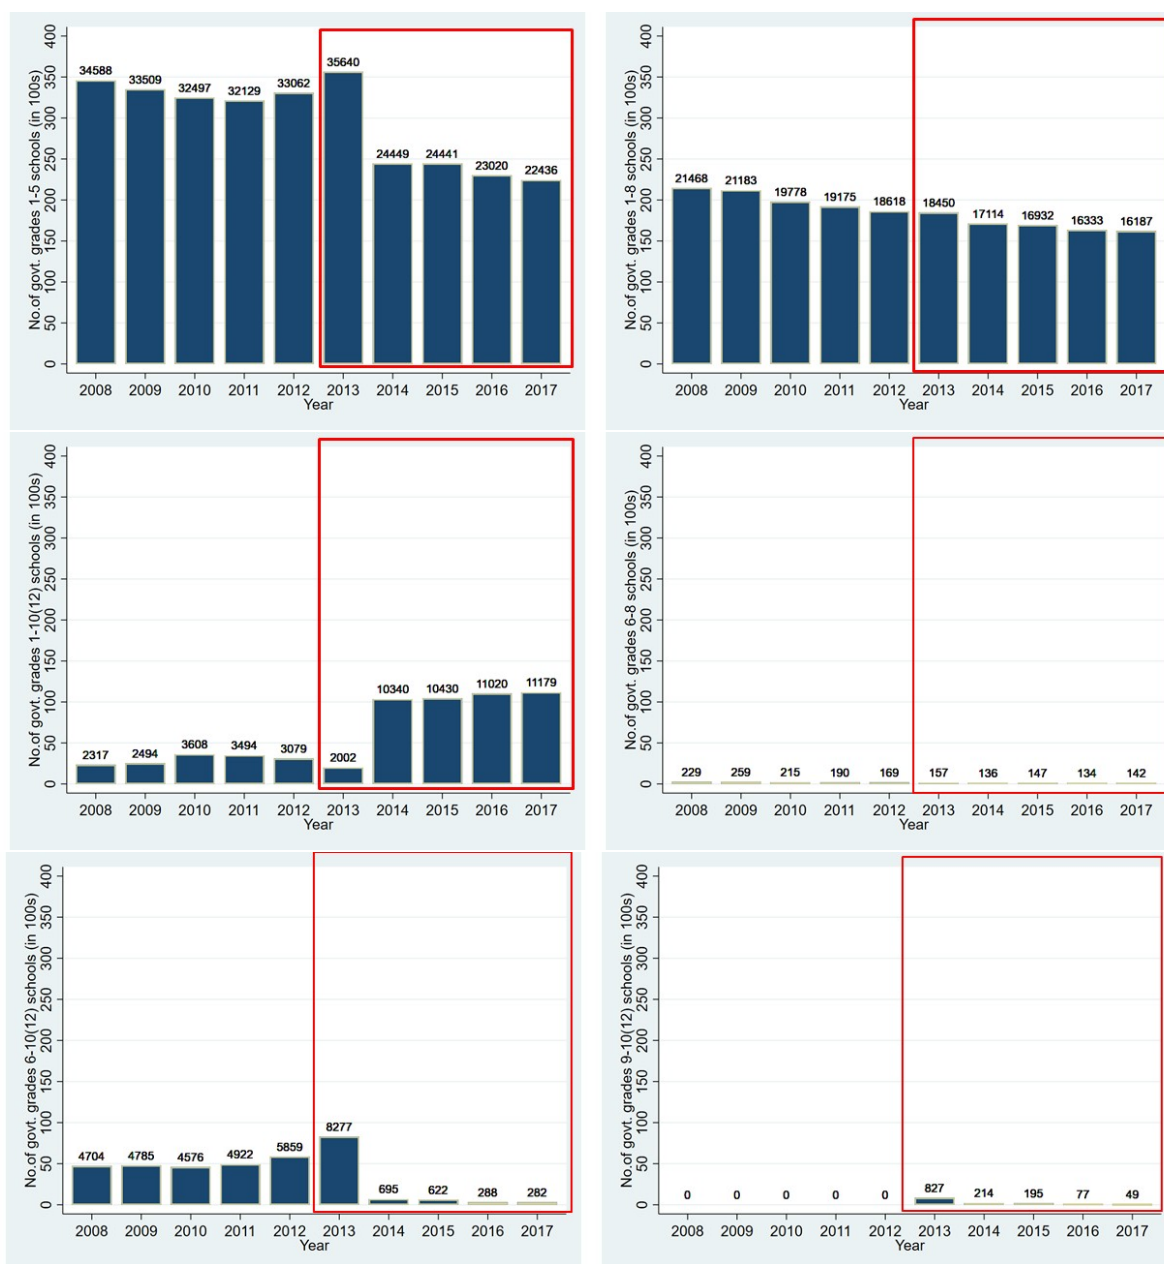 No.of govt. grades 1-5 schools (in 100s)
0 50 100 150 200 250 300 350 400
34588 33509 32497 32129 33062 35640 24449 24441 23020 22436
2008 2009 2010 2011 2012 2013 2014 2015 2016 2017
Year
No.of govt. grades 1-8 schools (in 100s)
0 50 100 150 200 250 300 350 400
21468 21183 19778 19175 18618 18450 17114 16932 16333 16187
2008 2009 2010 2011 2012 2013 2014 2015 2016 2017
Year
No.of govt. grades 1-10(12) schools (in 100s)
0 50 100 150 200 250 300 350 400
2317 2494 3608 3494 3079 2002 10340 10430 11020 11179
2008 2009 2010 2011 2012 2013 2014 2015 2016 2017
Year
No.of govt. grades 6-8 schools (in 100s)
0 50 100 150 200 250 300 350 400
229 259 215 190 169 157 136 147 134 142
2008 2009 2010 2011 2012 2013 2014 2015 2016 2017
Year
No.of govt. grades 6-10(12) schools (in 100s)
0 50 100 150 200 250 300 350 400
4704 4785 4576 4922 5859 8277 695 622 288 282
2008 2009 2010 2011 2012 2013 2014 2015 2016 2017
Year
No.of govt. grades 9-10(12) schools (in 100s)
0 50 100 150 200 250 300 350 400
0 0 0 0 0 827 214 195 77 49
2008 2009 2010 2011 2012 2013 2014 2015 2016 2017
Year